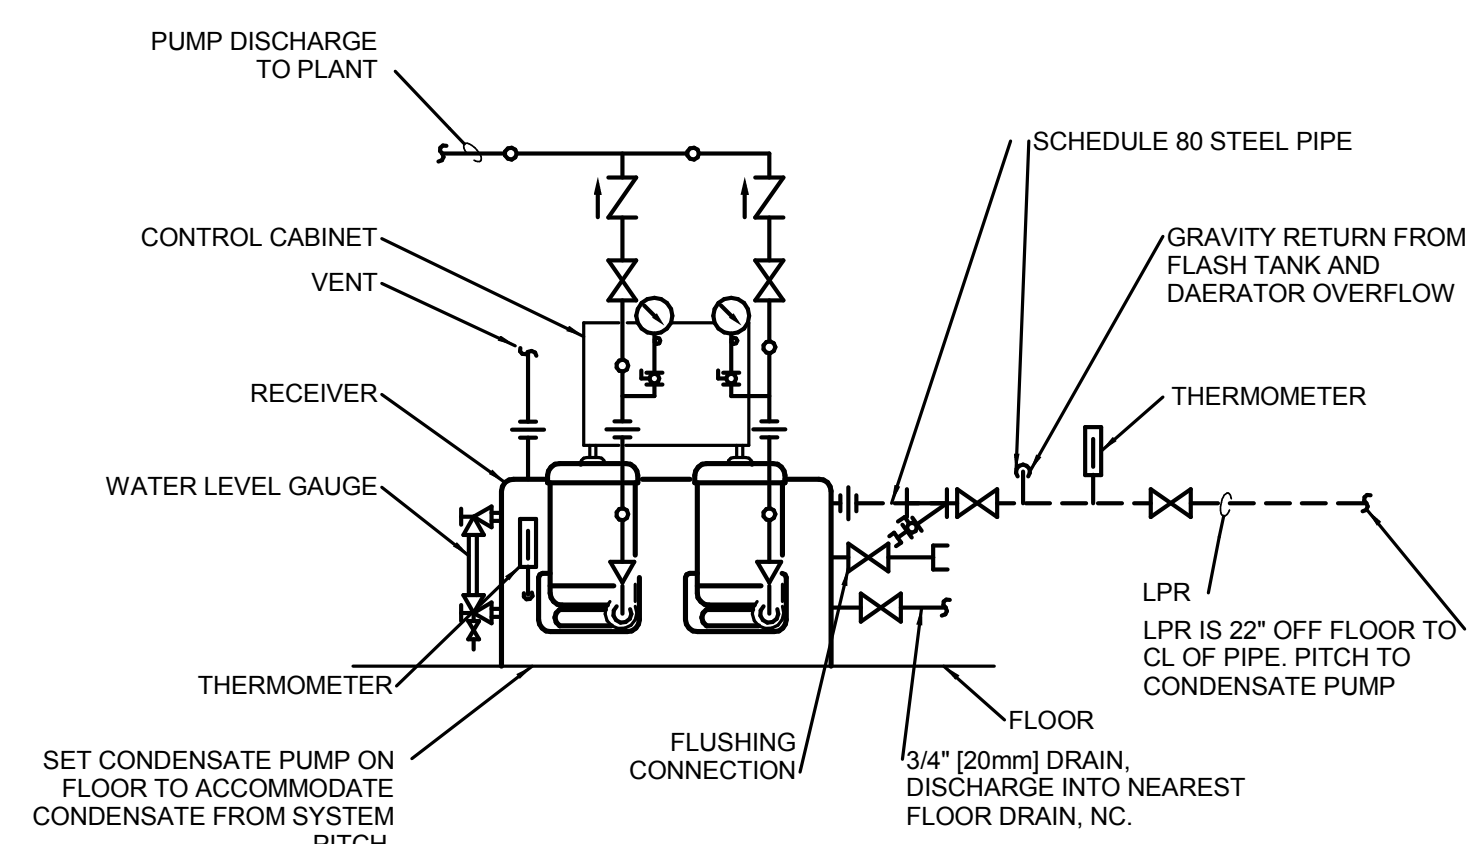 PUMP DISCHARGE
TO PLANT
SCHEDULE 80 STEEL PIPE
CONTROL CABINET
GRAVITY RETURN FROM
FLASH TANK AND
DAERATOR OVERFLOW
VENT
RECEIVER
THERMOMETER
WATER LEVEL GAUGE
LPR
LPR IS 22" OFF FLOOR TO
CL OF PIPE. PITCH TO
CONDENSATE PUMP
THERMOMETER
FLOOR
FLUSHING
CONNECTION
SET CONDENSATE PUMP ON
FLOOR TO ACCOMMODATE
CONDENSATE FROM SYSTEM
PITCH.
3/4" [20mm] DRAIN,
DISCHARGE INTO NEAREST
FLOOR DRAIN, NC.